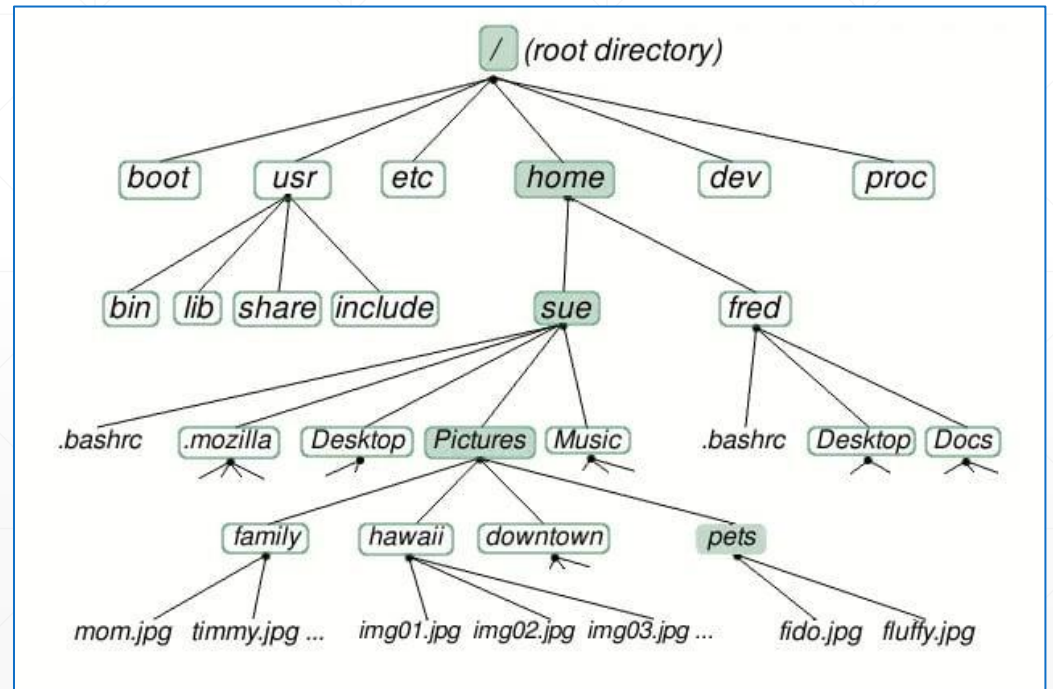 / (root directory)
boot usr etc home dev proc
bin lib share include sue fred
.bashrc .mozilla Desktop Pictures Music .bashrc Desktop Docs
family hawaii downtown pets
mom.jpg timmy.jpg ... img01.jpg img02.jpg img03.jpg ... fido.jpg fluffy.jpg